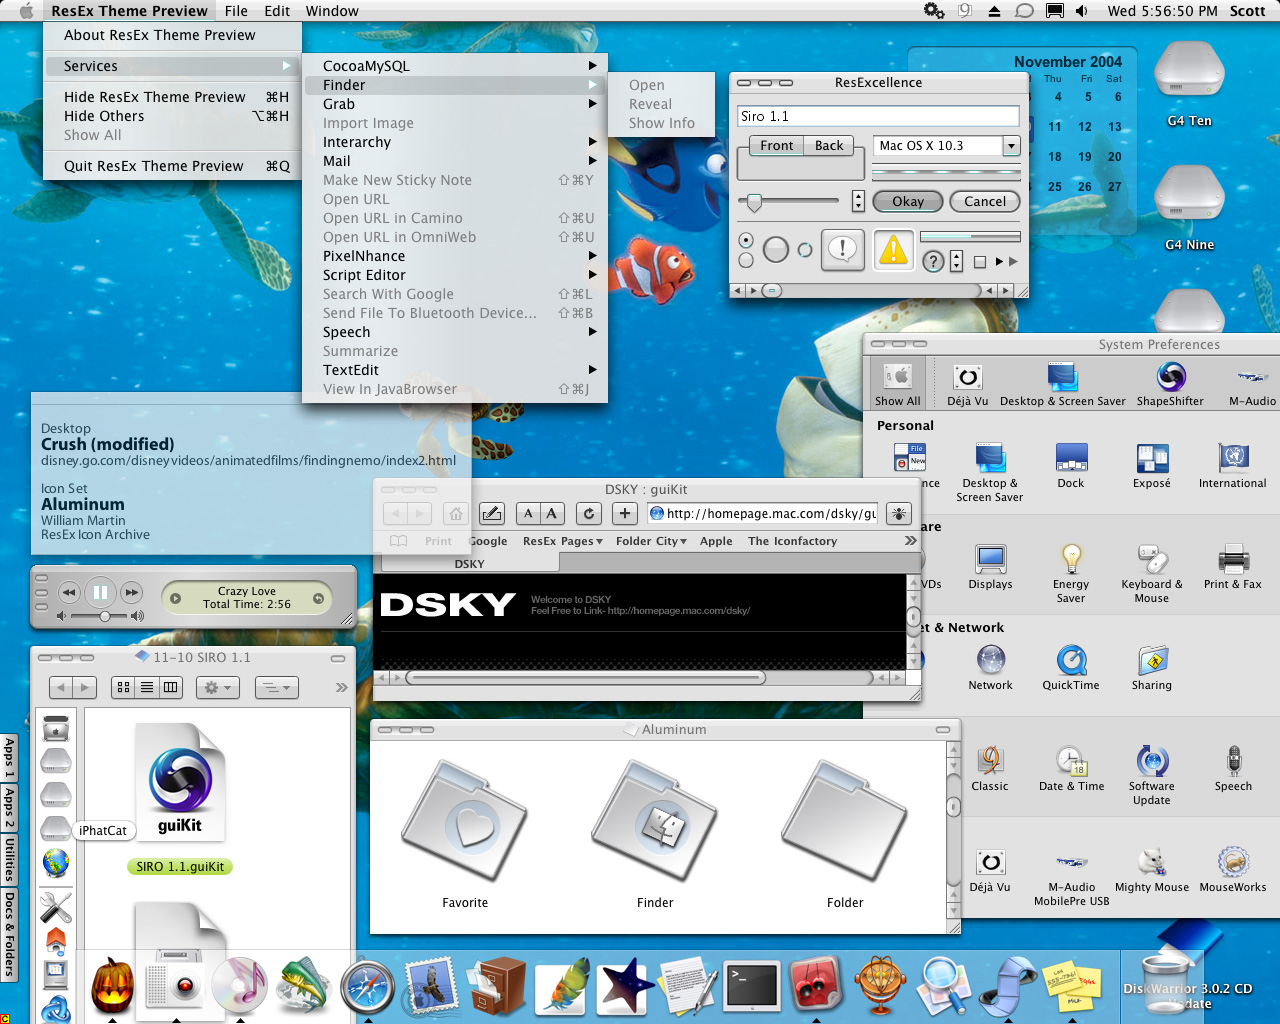 ResEx Theme Preview File Edit Window
Wed 5:56:50 PM Scott
About ResEx Theme Preview
Services
Hide ResEx Theme Preview ⌘H
Hide Others ⌥⌘H
Show All
Quit ResEx Theme Preview ⌘Q
CocoaMySQL
Finder
Grab
Import Image
Interarchy
Mail
Make New Sticky Note ⇧⌘Y
Open URL
Open URL in Camino ⇧⌘U
Open URL in OmniWeb ⇧⌘U
PixelNhance
Script Editor
Search With Google ⇧⌘L
Send File To Bluetooth Device... ⇧⌘B
Speech
Summarize
TextEdit
View In JavaBrowser ⇧⌘J
Open
Reveal
Show Info
ResExcellence
Siro 1.1
Front Back
Mac OS X 10.3
Okay Cancel
November 2004
Thu Fri Sat
4 5 6
11 12 13
18 19 20
25 26 27
G4 Ten
G4 Nine
System Preferences
Show All Déjà Vu Desktop & Screen Saver ShapeShifter M-Audio
Personal
Desktop &
Screen Saver
Dock Exposé International
Displays
Energy
Saver
Keyboard &
Mouse
Print & Fax
t & Network
Network QuickTime Sharing
Classic Date & Time
Software
Update
Speech
Déjà Vu
M-Audio
MobilePre USB
Mighty Mouse MouseWorks
Desktop
Crush (modified)
disney.go.com/disneyvideos/animatedfilms/findingnemo/index2.html
Icon Set
Aluminum
William Martin
ResEx Icon Archive
DSKY : guiKit
A A
http://homepage.mac.com/dsky/gu
Print Google ResEx Pages Folder City Apple The Iconfactory
DSKY
DSKY
Welcome to DSKY
Feel Free to Link- http://homepage.mac.com/dsky/
Crazy Love
Total Time: 2:56
11-10 SIRO 1.1
guiKit
SIRO 1.1.guiKit
iPhatCat
Apps 1
Apps 2
Utilities
Docs & Folders
Aluminum
Favorite Finder Folder
DiskWarrior 3.0.2 CD
Update